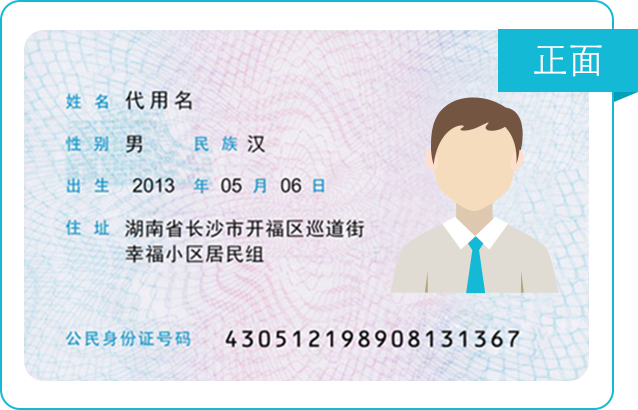 正面
姓名 代用名
性别 男 民族 汉
出生 2013 年 05 月 06 日
住址 湖南省长沙市开福区巡道街
幸福小区居民组
公民身份证号码 430512198908131367